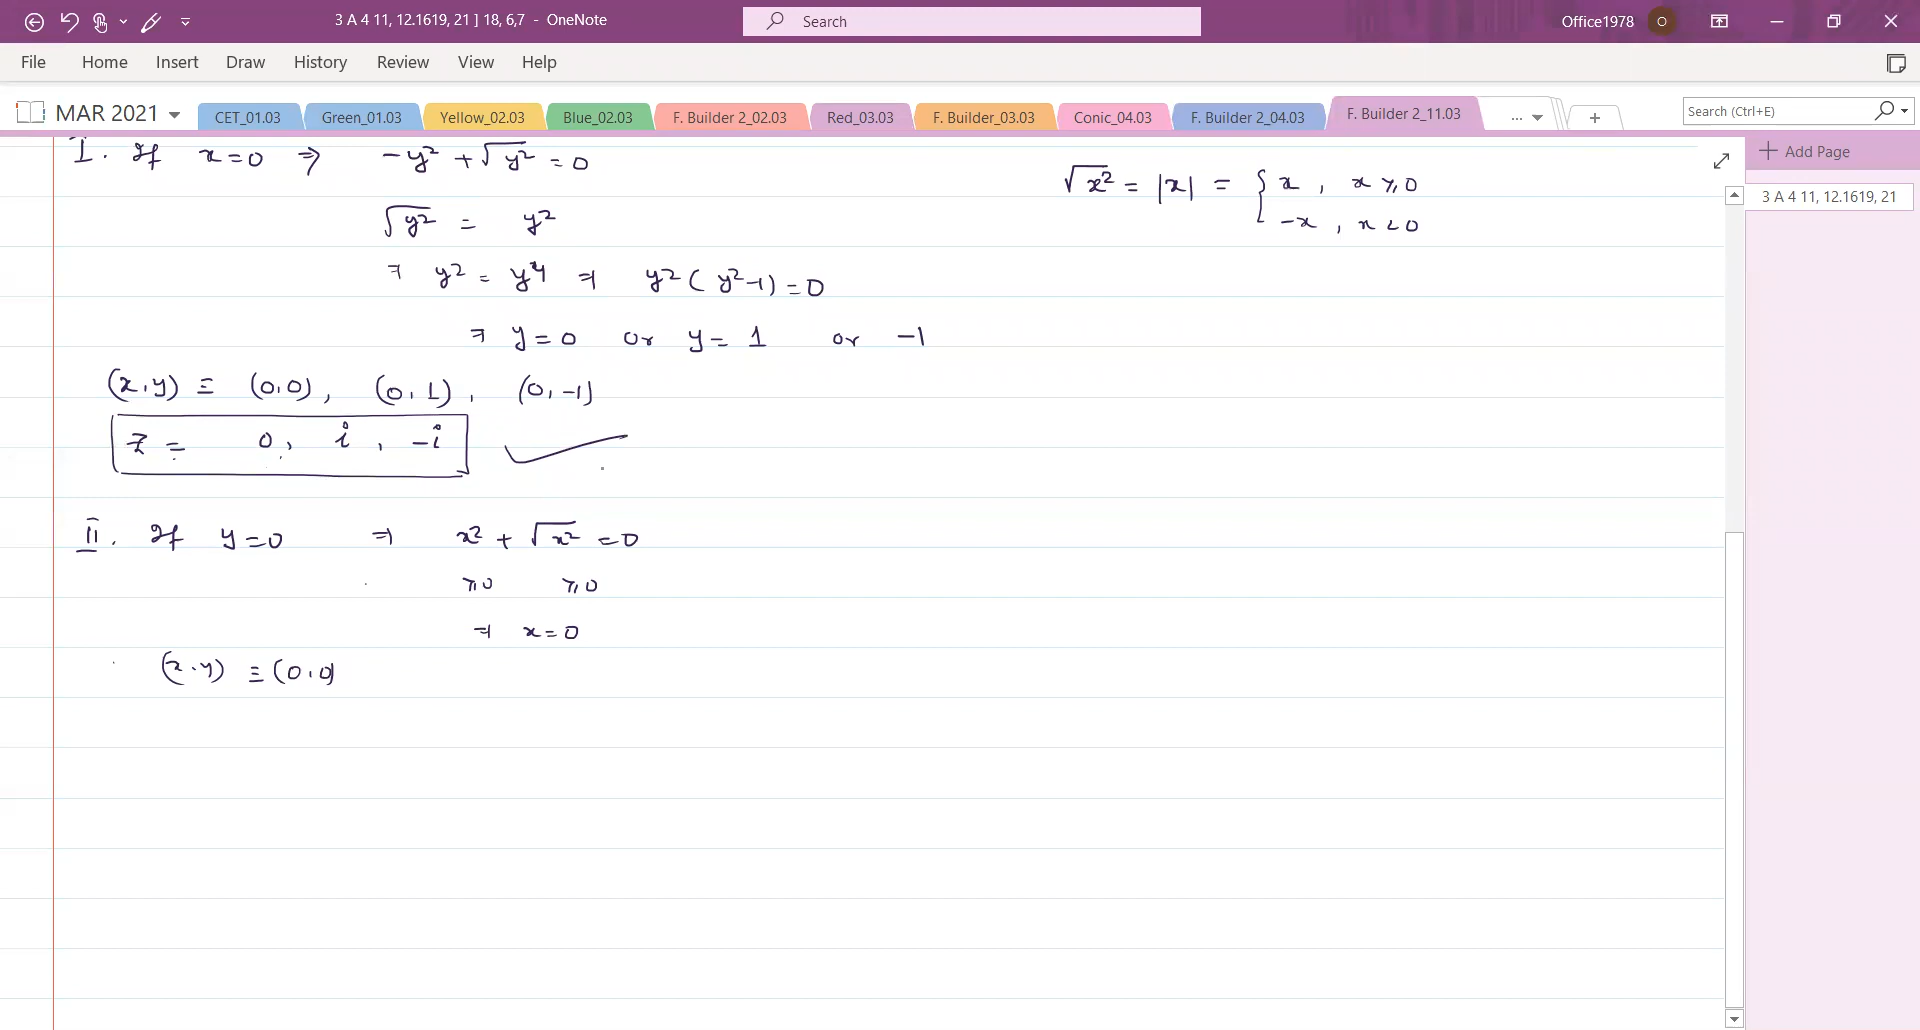 3 A 4 11, 12.1619, 21 ] 18, 6,7 - OneNote
Search
Office1978
O
File Home Insert Draw History Review View Help
MAR 2021
CET_01.03 Green_01.03 Yellow_02.03 Blue_02.03 F. Builder 2_02.03 Red_03.03 F. Builder_03.03 Conic_04.03 F. Builder 2_04.03 F. Builder 2_11.03 ... +
Search (Ctrl+E)
+ Add Page
3 A 4 11, 12.1619, 21
I. If x=0 ⇒ -y² + √y² = 0
√x² = |x| = { x , x ≥ 0
-x , x < 0
√y² = y²
⇒ y² = y⁴ ⇒ y² ( y²-1) = 0
⇒ y = 0 or y = 1 or -1
(x,y) ≡ (0,0), (0,1), (0,-1)
z = 0, i, -i
II. If y=0 ⇒ x² + √x² = 0
≥0 ≥0
⇒ x=0
(x,y) ≡ (0,0)